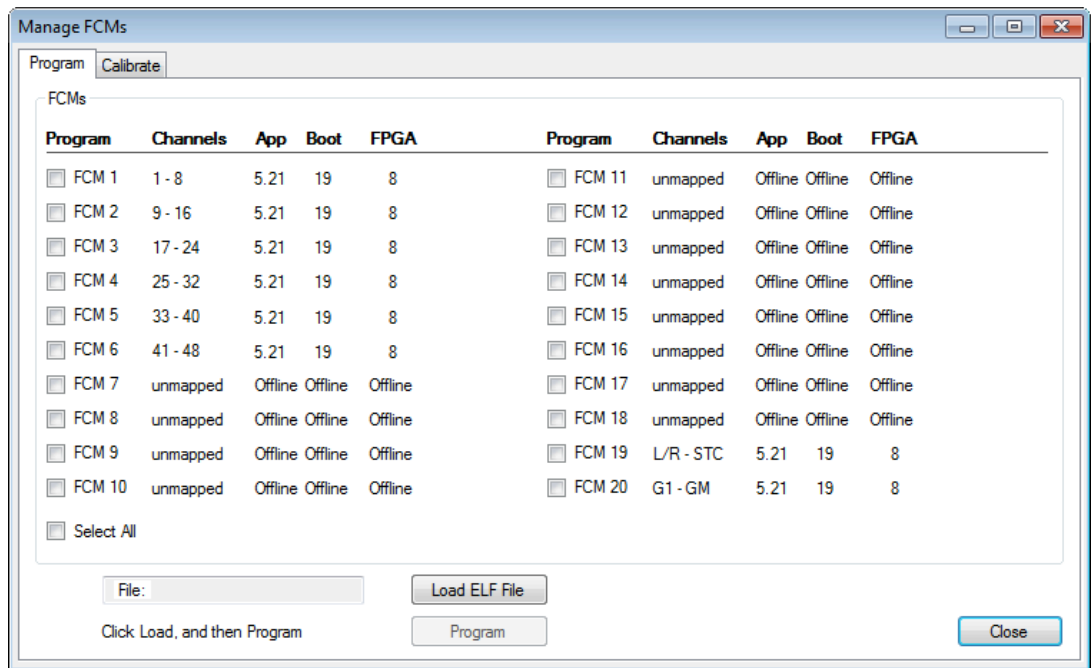 Manage FCMs
Program Calibrate
FCMs
Program Channels App Boot FPGA Program Channels App Boot FPGA
FCM 1 1 - 8 5.21 19 8 FCM 11 unmapped Offline Offline Offline
FCM 2 9 - 16 5.21 19 8 FCM 12 unmapped Offline Offline Offline
FCM 3 17 - 24 5.21 19 8 FCM 13 unmapped Offline Offline Offline
FCM 4 25 - 32 5.21 19 8 FCM 14 unmapped Offline Offline Offline
FCM 5 33 - 40 5.21 19 8 FCM 15 unmapped Offline Offline Offline
FCM 6 41 - 48 5.21 19 8 FCM 16 unmapped Offline Offline Offline
FCM 7 unmapped Offline Offline Offline FCM 17 unmapped Offline Offline Offline
FCM 8 unmapped Offline Offline Offline FCM 18 unmapped Offline Offline Offline
FCM 9 unmapped Offline Offline Offline FCM 19 L/R - STC 5.21 19 8
FCM 10 unmapped Offline Offline Offline FCM 20 G1 - GM 5.21 19 8
Select All
File: Load ELF File
Click Load, and then Program Program Close